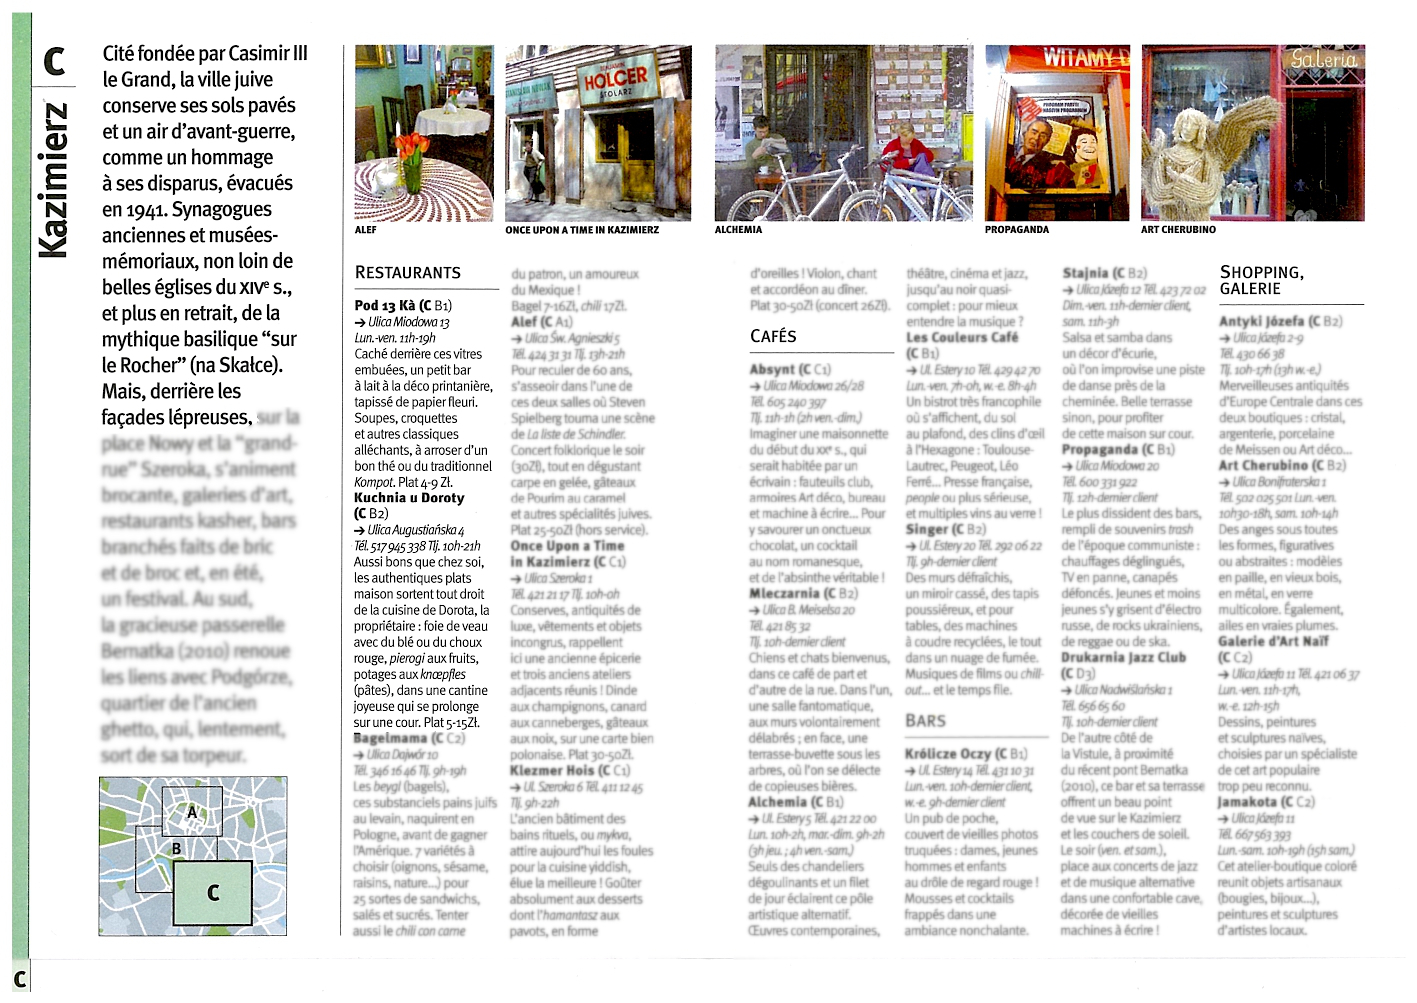 C
Kazimierz
Cité fondée par Casimir III
le Grand, la ville juive
conserve ses sols pavés
et un air d’avant-guerre,
comme un hommage
à ses disparus, évacués
en 1941. Synagogues
anciennes et musées-
mémoriaux, non loin de
belles églises du XIVe s.,
et plus en retrait, de la
mythique basilique “sur
le Rocher” (na Skałce).
Mais, derrière les
façades lépreuses, sur la
place Nowy et la “grand-
rue” Szeroka, s’animent
brocante, galeries d’art,
restaurants kasher, bars
branchés faits de bric
et de broc et, en été,
un festival. Au sud,
la gracieuse passerelle
Bernatka (2010) renoue
les liens avec Podgórze,
quartier de l’ancien
ghetto, qui, lentement,
sort de sa torpeur.
A
B
C
C
BENJAMIN
HOLCER
STOLARZ
WITAMY D
Galeria
ALEF
ONCE UPON A TIME IN KAZIMIERZ
ALCHEMIA
PROPAGANDA
ART CHERUBINO
RESTAURANTS
Pod 13 Kà (C B1)
→ Ulica Miodowa 13
Lun.-ven. 11h-19h
Caché derrière ces vitres
embuées, un petit bar
à lait à la déco printanière,
tapissé de papier fleuri.
Soupes, croquettes
et autres classiques
alléchants, à arroser d’un
bon thé ou du traditionnel
Kompot. Plat 4-9 Zł.
Kuchnia u Doroty
(C B2)
→ Ulica Augustiańska 4
Tél. 517 945 338 Tlj. 10h-21h
Aussi bons que chez soi,
les authentiques plats
maison sortent tout droit
de la cuisine de Dorota, la
propriétaire : foie de veau
avec du blé ou du choux
rouge, pierogi aux fruits,
potages aux knœpfles
(pâtes), dans une cantine
joyeuse qui se prolonge
sur une cour. Plat 5-15Zł.
Bagelmama (C C2)
→ Ulica Dajwór 10
Tél. 346 16 46 Tlj. 9h-19h
Les beygl (bagels),
ces substanciels pains juifs
au levain, naquirent en
Pologne, avant de gagner
l’Amérique. 7 variétés à
choisir (oignons, sésame,
raisins, nature...) pour
25 sortes de sandwichs,
salés et sucrés. Tenter
aussi le chili con carne
du patron, un amoureux
du Mexique !
Bagel 7-16Zł, chili 17Zł.
Alef (C A1)
→ Ulica Św. Agnieszki 5
Tél. 424 31 31 Tlj. 13h-21h
Pour reculer de 60 ans,
s’asseoir dans l’une de
ces deux salles où Steven
Spielberg tourna une scène
de La liste de Schindler.
Concert folklorique le soir
(30Zł), tout en dégustant
carpe en gelée, gâteaux
de Pourim au caramel
et autres spécialités juives.
Plat 25-50Zł (hors service).
Once Upon a Time
in Kazimierz (C C1)
→ Ulica Szeroka 1
Tél. 421 21 17 Tlj. 10h-0h
Conserves, antiquités de
luxe, vêtements et objets
incongrus, rappellent
ici une ancienne épicerie
et trois anciens ateliers
adjacents réunis ! Dinde
aux champignons, canard
aux canneberges, gâteaux
aux noix, sur une carte bien
polonaise. Plat 30-50Zł.
Klezmer Hois (C C1)
→ Ul. Szeroka 6 Tél. 411 12 45
Tlj. 9h-22h
L’ancien bâtiment des
bains rituels, ou mykva,
attire aujourd’hui les foules
pour la cuisine yiddish,
élue la meilleure ! Goûter
absolument aux desserts
dont l’hamantasz aux
pavots, en forme
d’oreilles ! Violon, chant
et accordéon au dîner.
Plat 30-50Zł (concert 26Zł).
CAFÉS
Absynt (C C1)
→ Ulica Miodowa 26/28
Tél. 605 240 397
Tlj. 11h-1h (2h ven.-dim.)
Imaginer une maisonnette
du début du XXe s., qui
serait habitée par un
écrivain : fauteuils club,
armoires Art déco, bureau
et machine à écrire... Pour
y savourer un onctueux
chocolat, un cocktail
au nom romanesque,
et de l’absinthe véritable !
Mleczarnia (C B2)
→ Ulica B. Meiselsa 20
Tél. 421 85 32
Tlj. 10h-dernier client
Chiens et chats bienvenus,
dans ce café de part et
d’autre de la rue. Dans l’un,
une salle fantomatique,
aux murs volontairement
délabrés ; en face, une
terrasse-buvette sous les
arbres, où l’on se délecte
de copieuses bières.
Alchemia (C B1)
→ Ul. Estery 5 Tél. 421 22 00
Lun. 10h-2h, mar.-dim. 9h-2h
(3h jeu. ; 4h ven.-sam.)
Seuls des chandeliers
dégoulinants et un filet
de jour éclairent ce pôle
artistique alternatif.
Œuvres contemporaines,
théâtre, cinéma et jazz,
jusqu’au noir quasi-
complet : pour mieux
entendre la musique ?
Les Couleurs Café
(C B1)
→ Ul. Estery 10 Tél. 429 42 70
Lun.-ven. 7h-0h, w.-e. 8h-4h
Un bistrot très francophile
où s’affichent, du sol
au plafond, des clins d’œil
à l’Hexagone : Toulouse-
Lautrec, Peugeot, Léo
Ferré... Presse française,
people ou plus sérieuse,
et multiples vins au verre !
Singer (C B2)
→ Ul. Estery 20 Tél. 292 06 22
Tlj. 9h-dernier client
Des murs défraîchis,
un miroir cassé, des tapis
poussiéreux, et pour
tables, des machines
à coudre recyclées, le tout
dans un nuage de fumée.
Musiques de films ou chill-
out... et le temps file.
BARS
Królicze Oczy (C B1)
→ Ul. Estery 14 Tél. 431 10 31
Lun.-ven. 10h-dernier client,
w.-e. 9h-dernier client
Un pub de poche,
couvert de vieilles photos
truquées : dames, jeunes
hommes et enfants
au drôle de regard rouge !
Mousses et cocktails
frappés dans une
ambiance nonchalante.
Stajnia (C B2)
→ Ulica Józefa 12 Tél. 423 72 02
Dim.-ven. 11h-dernier client,
sam. 11h-3h
Salsa et samba dans
un décor d’écurie,
où l’on improvise une piste
de danse près de la
cheminée. Belle terrasse
sinon, pour profiter
de cette maison sur cour.
Propaganda (C B1)
→ Ulica Miodowa 20
Tél. 600 331 922
Tlj. 12h-dernier client
Le plus dissident des bars,
rempli de souvenirs trash
de l’époque communiste :
chauffages déglingués,
TV en panne, canapés
défoncés. Jeunes et moins
jeunes s’y grisent d’électro
russe, de rocks ukrainiens,
de reggae ou de ska.
Drukarnia Jazz Club
(C D3)
→ Ulica Nadwiślańska 1
Tél. 656 65 60
Tlj. 10h-dernier client
De l’autre côté de
la Vistule, à proximité
du récent pont Bernatka
(2010), ce bar et sa terrasse
offrent un beau point
de vue sur le Kazimierz
et les couchers de soleil.
Le soir (ven. et sam.),
place aux concerts de jazz
et de musique alternative
dans une confortable cave,
décorée de vieilles
machines à écrire !
SHOPPING,
GALERIE
Antyki Józefa (C B2)
→ Ulica Józefa 2-9
Tél. 430 66 38
Tlj. 10h-17h (13h w.-e.)
Merveilleuses antiquités
d’Europe Centrale dans ces
deux boutiques : cristal,
argenterie, porcelaine
de Meissen ou Art déco...
Art Cherubino (C B2)
→ Ulica Bonifraterska 1
Tél. 502 025 501 Lun.-ven.
10h30-18h, sam. 10h-14h
Des anges sous toutes
les formes, figuratives
ou abstraites : modèles
en paille, en vieux bois,
en métal, en verre
multicolore. Également,
ailes en vraies plumes.
Galerie d’Art Naïf
(C C2)
→ Ulica Józefa 11 Tél. 421 06 37
Lun.-ven. 11h-17h,
w.-e. 12h-15h
Dessins, peintures
et sculptures naïves,
choisies par un spécialiste
de cet art populaire
trop peu reconnu.
Jamakota (C C2)
→ Ulica Józefa 11
Tél. 667 563 393
Lun.-sam. 10h-19h (15h sam.)
Cet atelier-boutique coloré
reunit objets artisanaux
(bougies, bijoux...),
peintures et sculptures
d’artistes locaux.